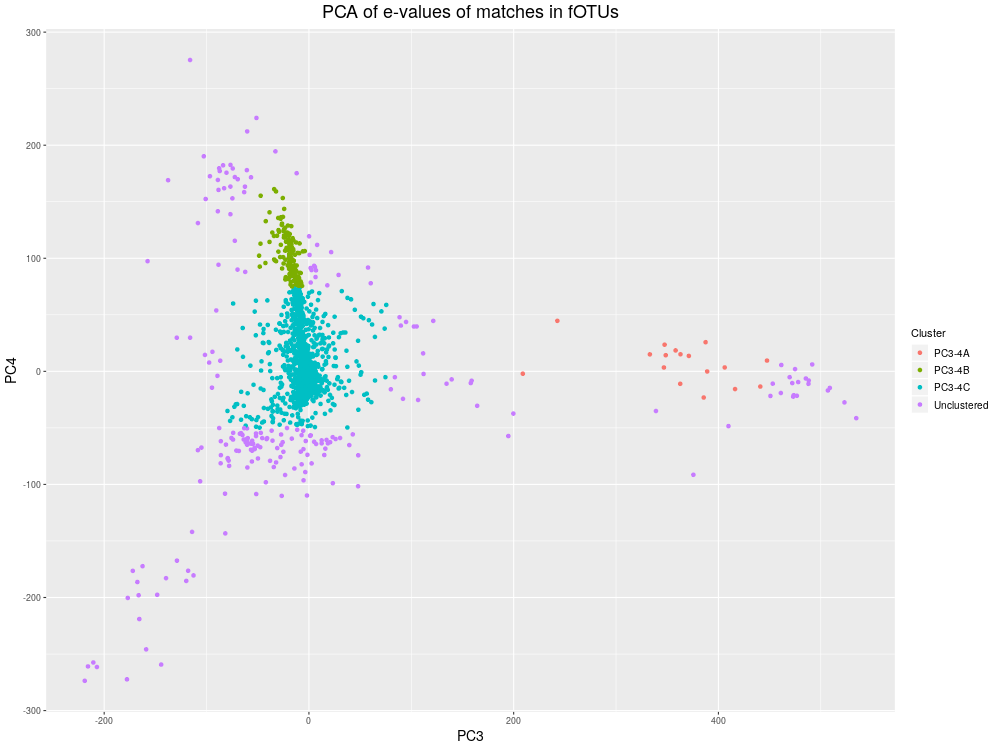 PCA of e-values of matches in fOTUs
300
200
100
0
-100
-200
-300
PC4
-200
0
200
400
PC3
Cluster
PC3-4A
PC3-4B
PC3-4C
Unclustered